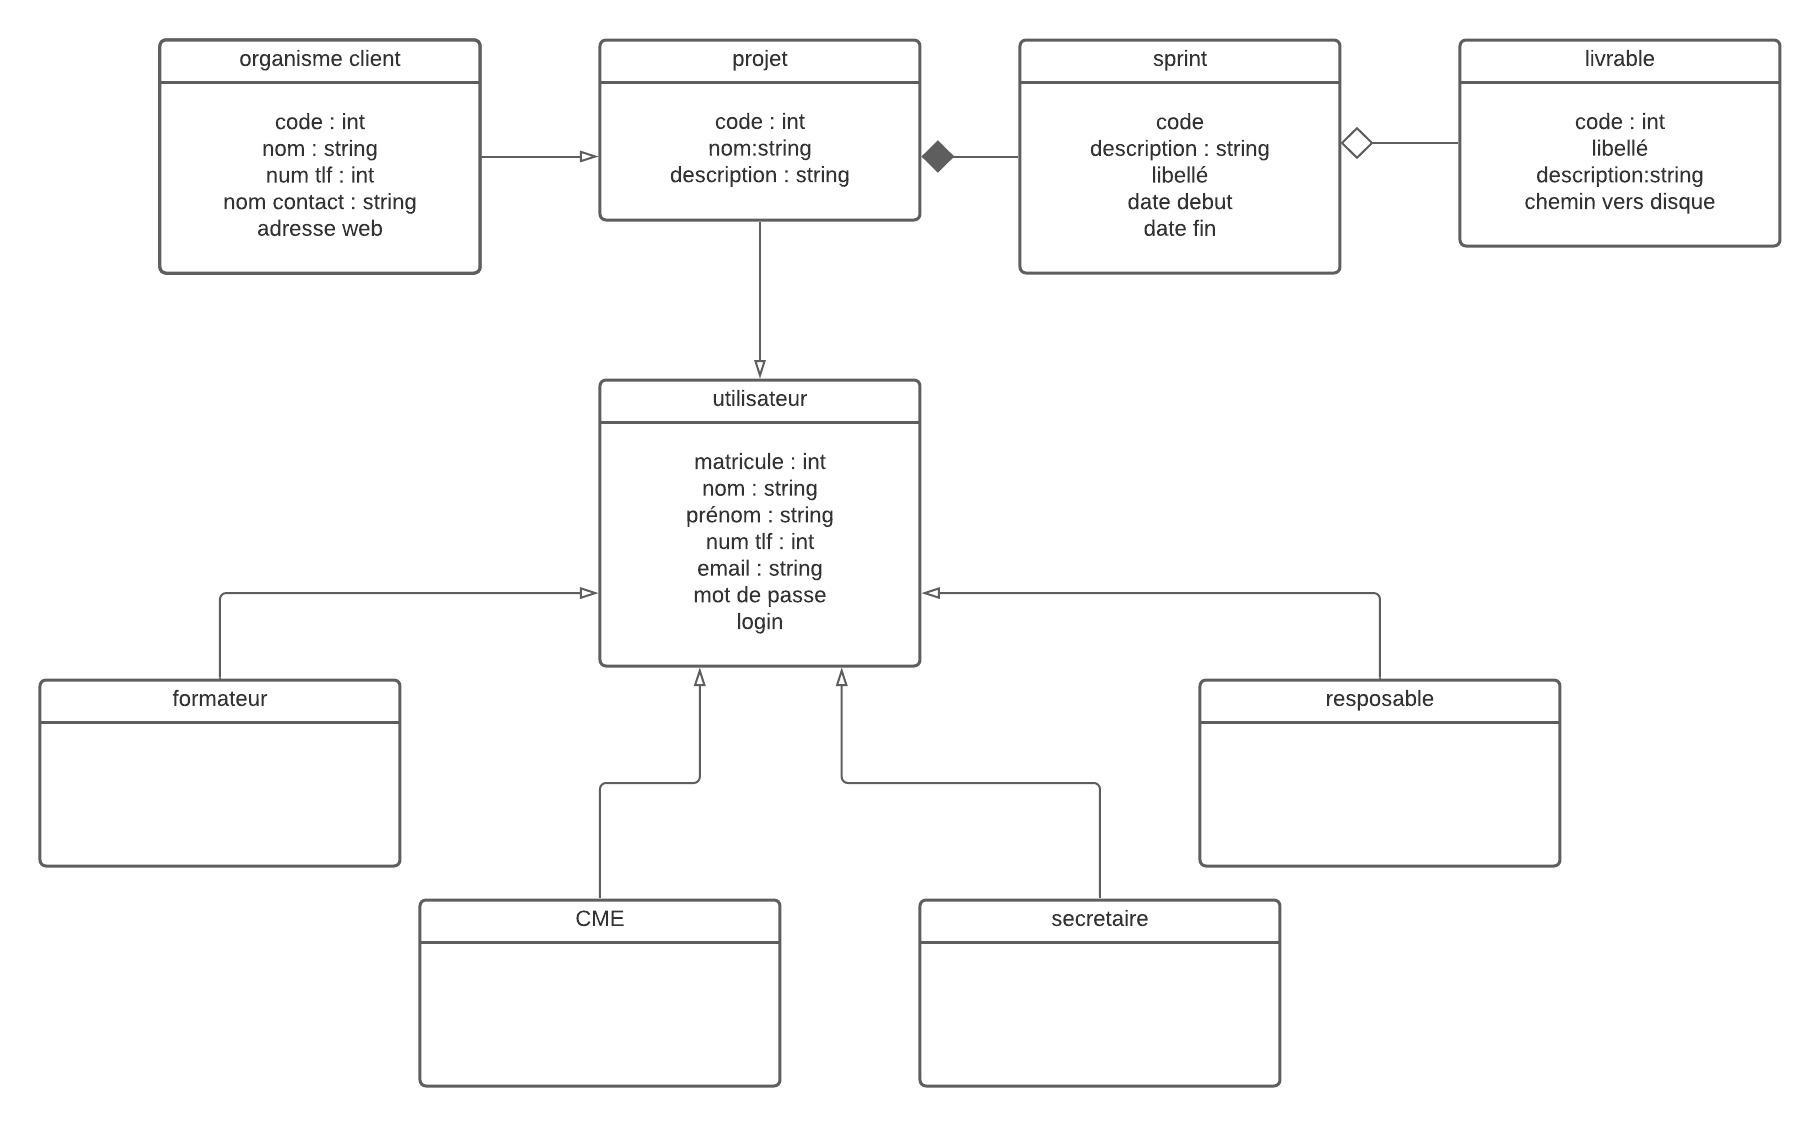 organisme client
code : int
nom : string
num tlf : int
nom contact : string
adresse web
projet
code : int
nom:string
description : string
sprint
code
description : string
libellé
date debut
date fin
livrable
code : int
libellé
description:string
chemin vers disque
utilisateur
matricule : int
nom : string
prénom : string
num tlf : int
email : string
mot de passe
login
formateur
resposable
CME
secretaire